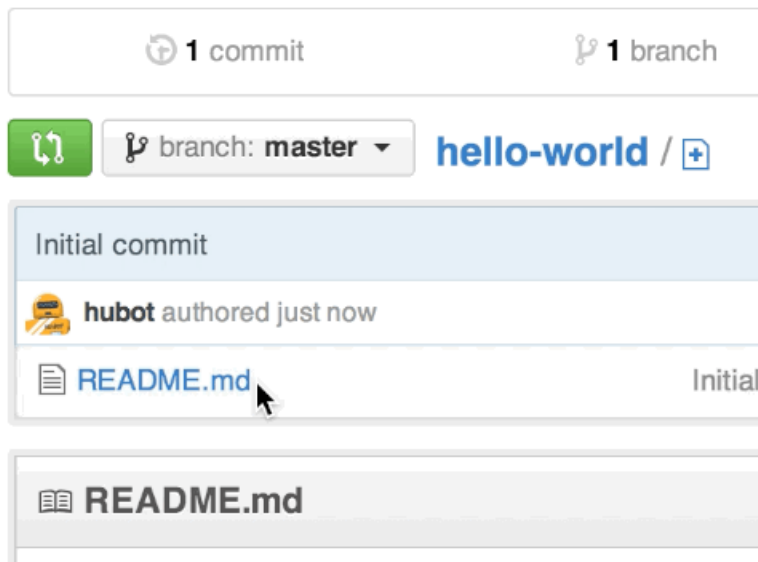 1 commit 1 branch
branch: master hello-world /
Initial commit
hubot authored just now
README.md Initial
README.md